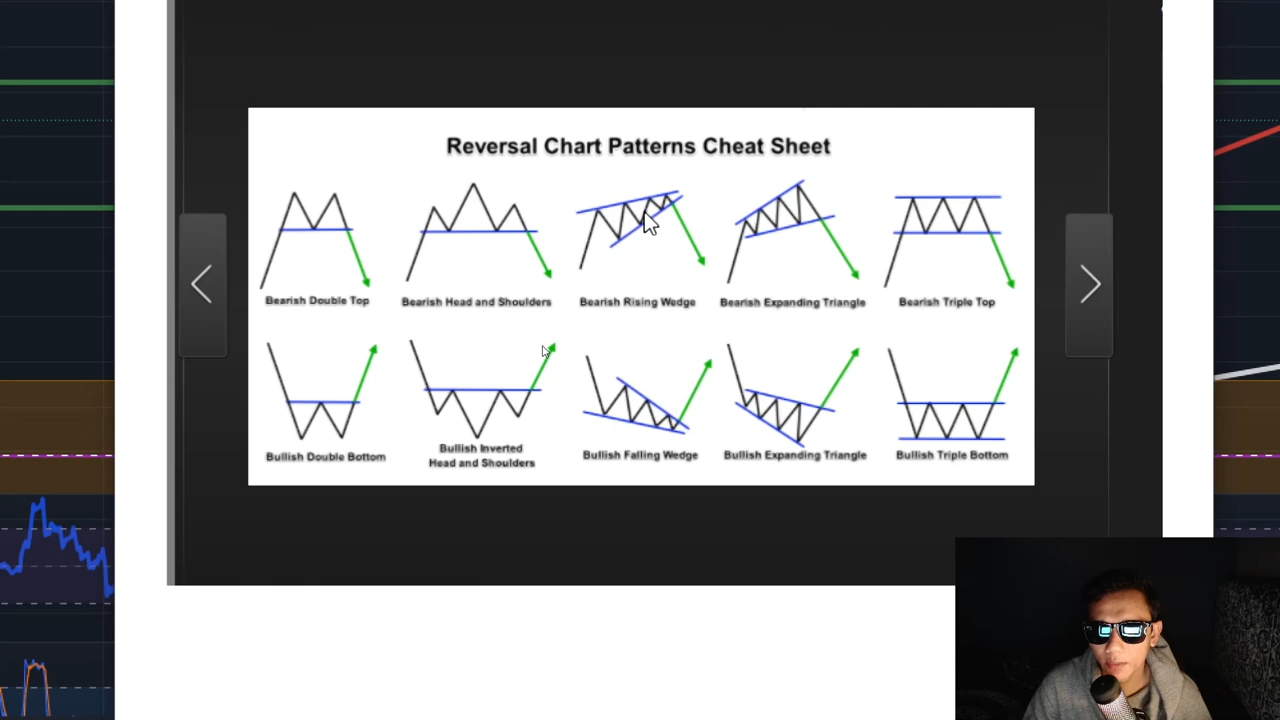 Reversal Chart Patterns Cheat Sheet
Bearish Double Top
Bearish Head and Shoulders
Bearish Rising Wedge
Bearish Expanding Triangle
Bearish Triple Top
Bullish Double Bottom
Bullish Inverted
Head and Shoulders
Bullish Falling Wedge
Bullish Expanding Triangle
Bullish Triple Bottom